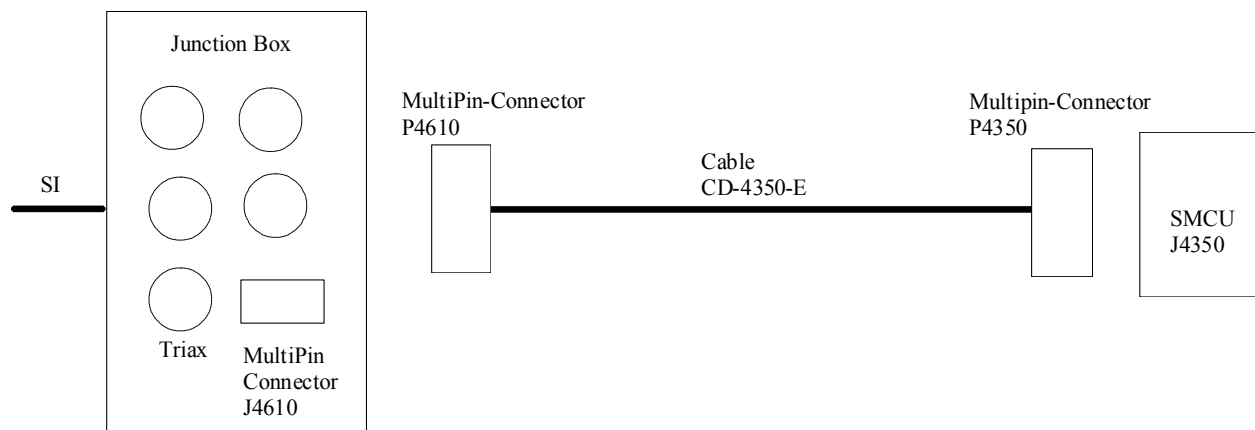 Junction Box
SI
Triax
MultiPin
Connector
J4610
MultiPin-Connector
P4610
Cable
CD-4350-E
Multipin-Connector
P4350
SMCU
J4350